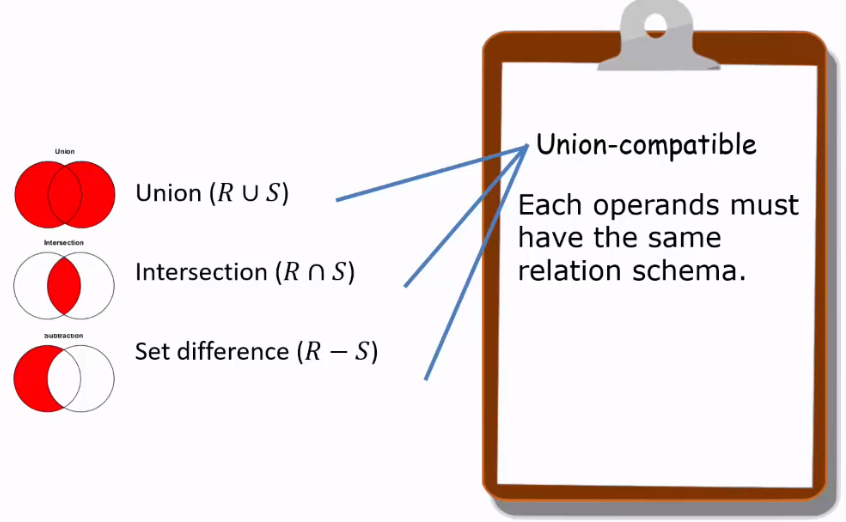 Union
Union (R ∪ S)
Intersection
Intersection (R ∩ S)
Subtraction
Set difference (R − S)
Union-compatible
Each operands must
have the same
relation schema.